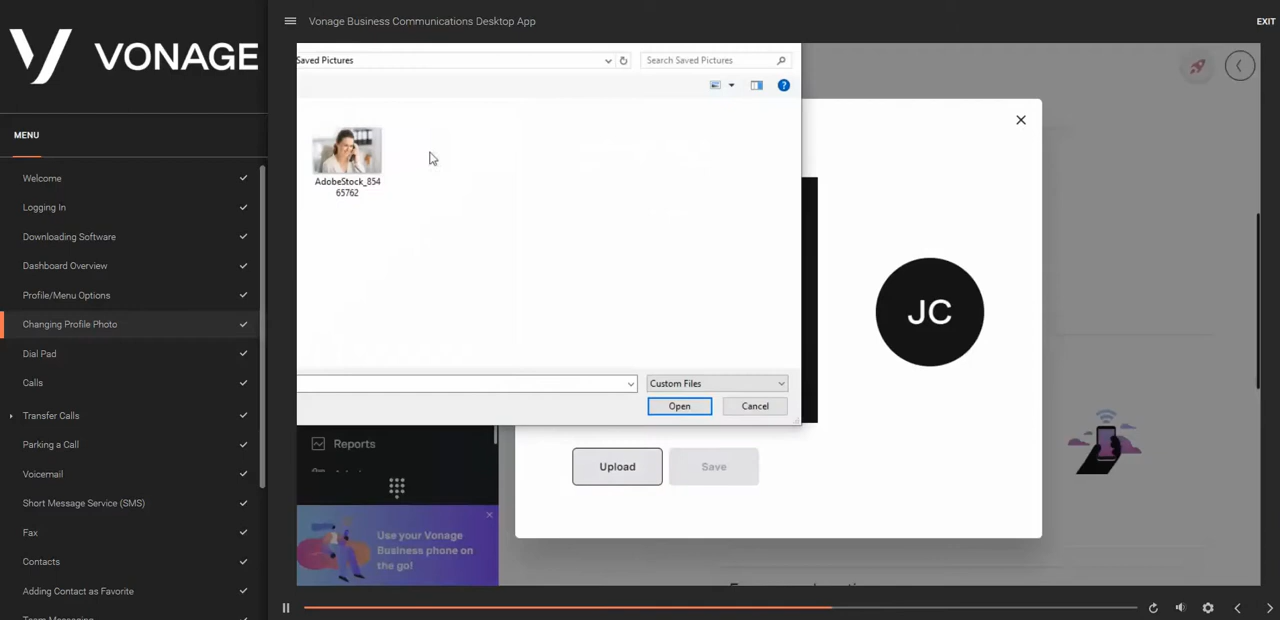 VONAGE
Vonage Business Communications Desktop App
EXIT
MENU
Welcome
Logging In
Downloading Software
Dashboard Overview
Profile/Menu Options
Changing Profile Photo
Dial Pad
Calls
Transfer Calls
Parking a Call
Voicemail
Short Message Service (SMS)
Fax
Contacts
Adding Contact as Favorite
Team Messaging
Saved Pictures
Search Saved Pictures
AdobeStock_854
65762
Custom Files
Open
Cancel
JC
Upload
Save
Reports
Use your Vonage
Business phone on
the go!